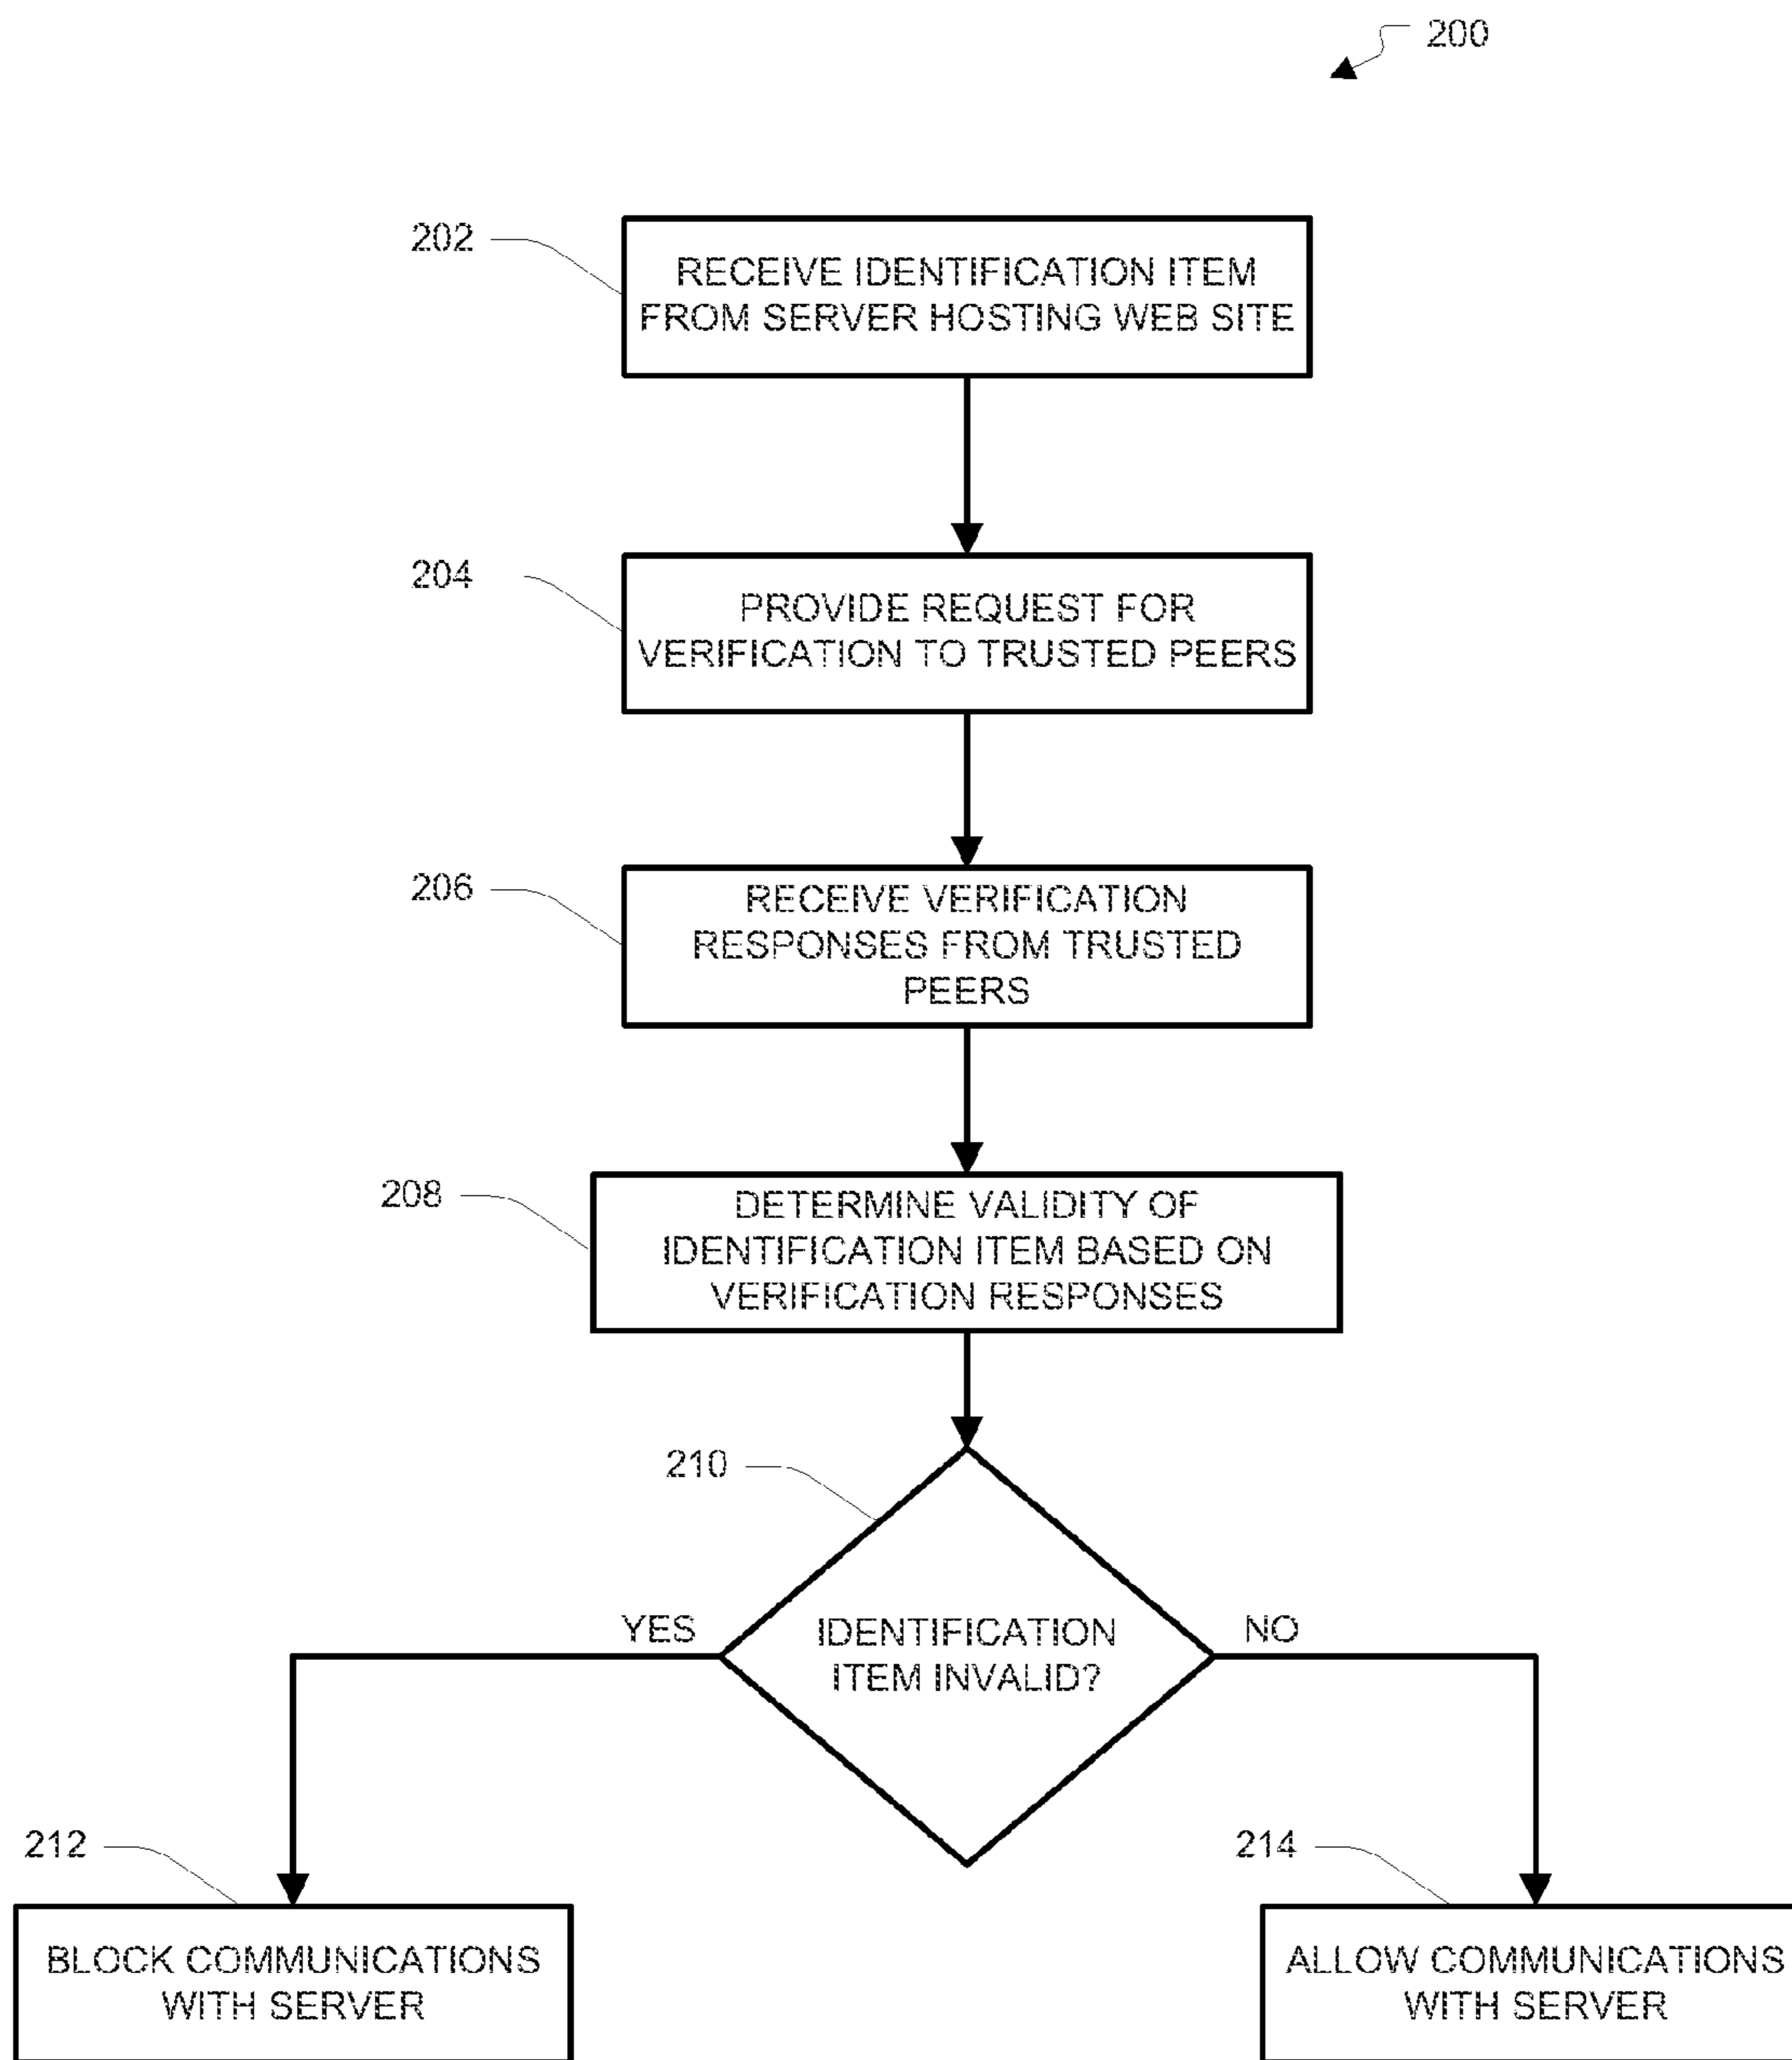 200
202
RECEIVE IDENTIFICATION ITEM
FROM SERVER HOSTING WEB SITE
204
PROVIDE REQUEST FOR
VERIFICATION TO TRUSTED PEERS
206
RECEIVE VERIFICATION
RESPONSES FROM TRUSTED
PEERS
208
DETERMINE VALIDITY OF
IDENTIFICATION ITEM BASED ON
VERIFICATION RESPONSES
210
IDENTIFICATION
ITEM INVALID?
YES
NO
212
BLOCK COMMUNICATIONS
WITH SERVER
214
ALLOW COMMUNICATIONS
WITH SERVER